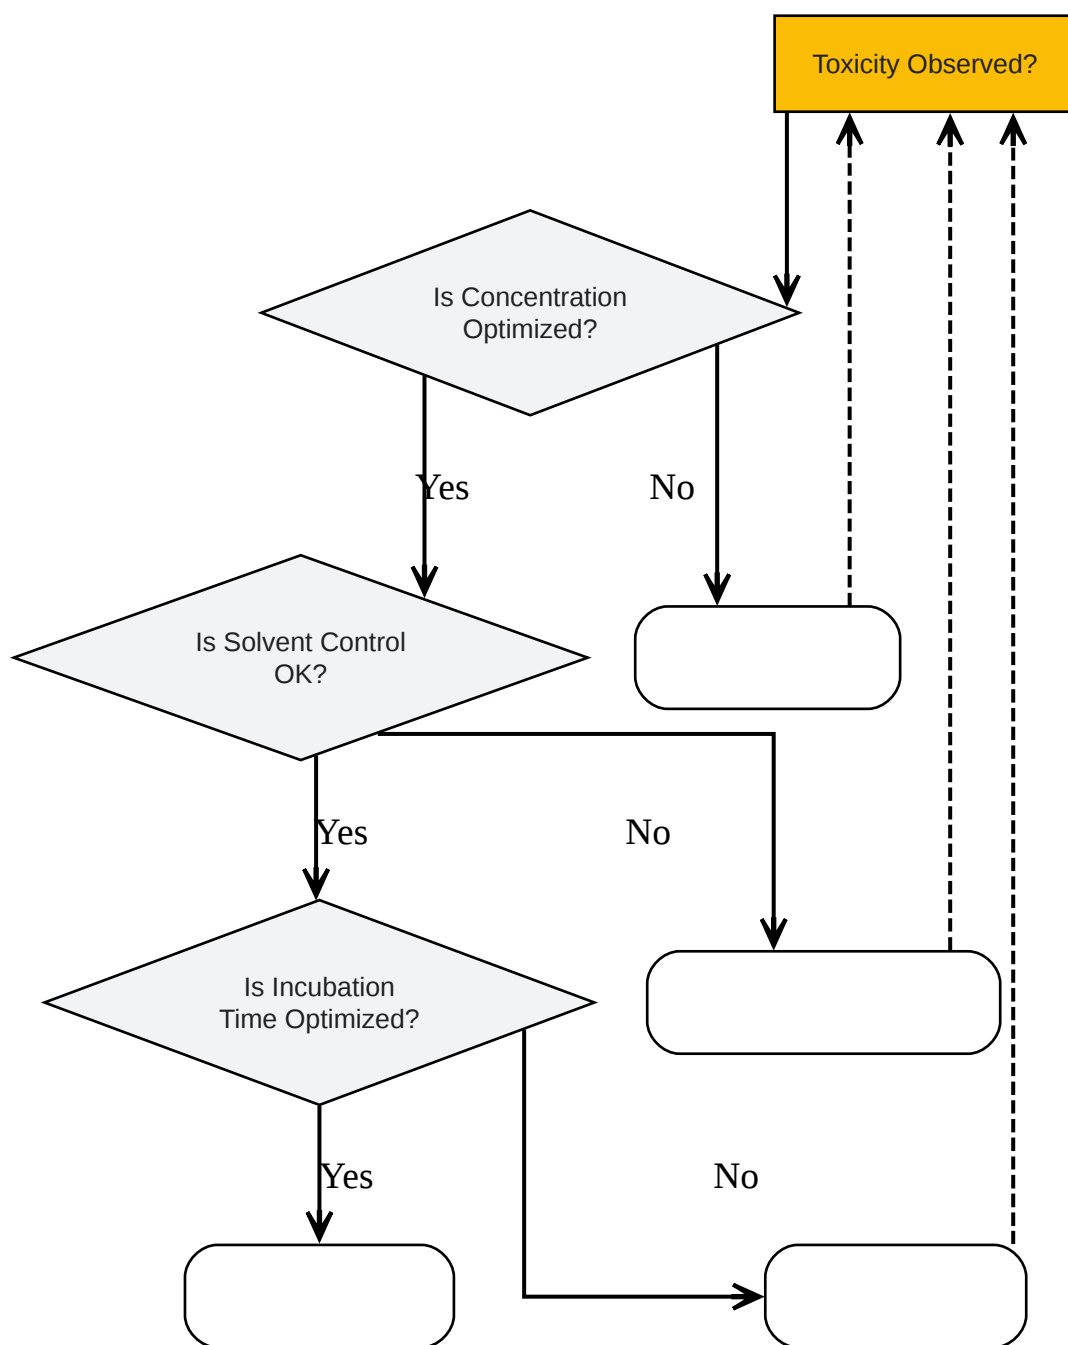 Toxicity Observed?
Is Concentration
Optimized?
Yes
No
Is Solvent Control
OK?
Yes
No
Is Incubation
Time Optimized?
Yes
No